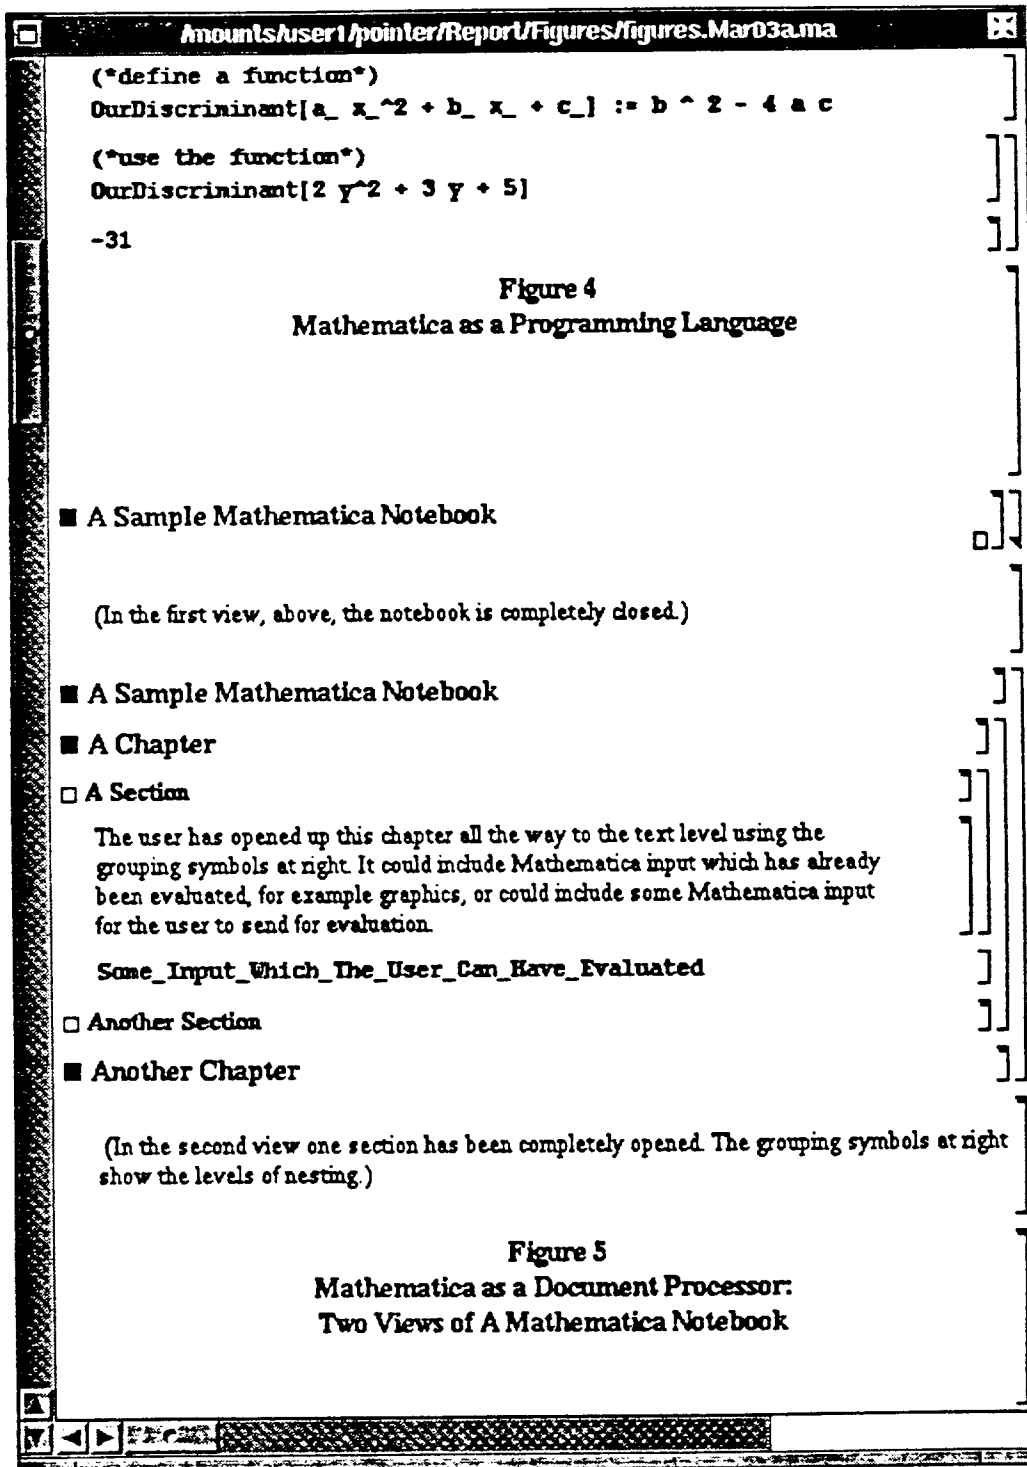 /mounts/user1/pointer/Report/Figures/figures.Mar03a.ma
(*define a function*)
OurDiscriminant[a_ x_^2 + b_ x_ + c_] := b ^ 2 - 4 a c
(*use the function*)
OurDiscriminant[2 y^2 + 3 y + 5]
-31
Figure 4
Mathematica as a Programming Language
A Sample Mathematica Notebook
(In the first view, above, the notebook is completely closed.)
A Sample Mathematica Notebook
A Chapter
A Section
The user has opened up this chapter all the way to the text level using the
grouping symbols at right. It could include Mathematica input which has already
been evaluated, for example graphics, or could include some Mathematica input
for the user to send for evaluation.
Some_Input_Which_The_User_Can_Have_Evaluated
Another Section
Another Chapter
(In the second view one section has been completely opened. The grouping symbols at right
show the levels of nesting.)
Figure 5
Mathematica as a Document Processor:
Two Views of A Mathematica Notebook